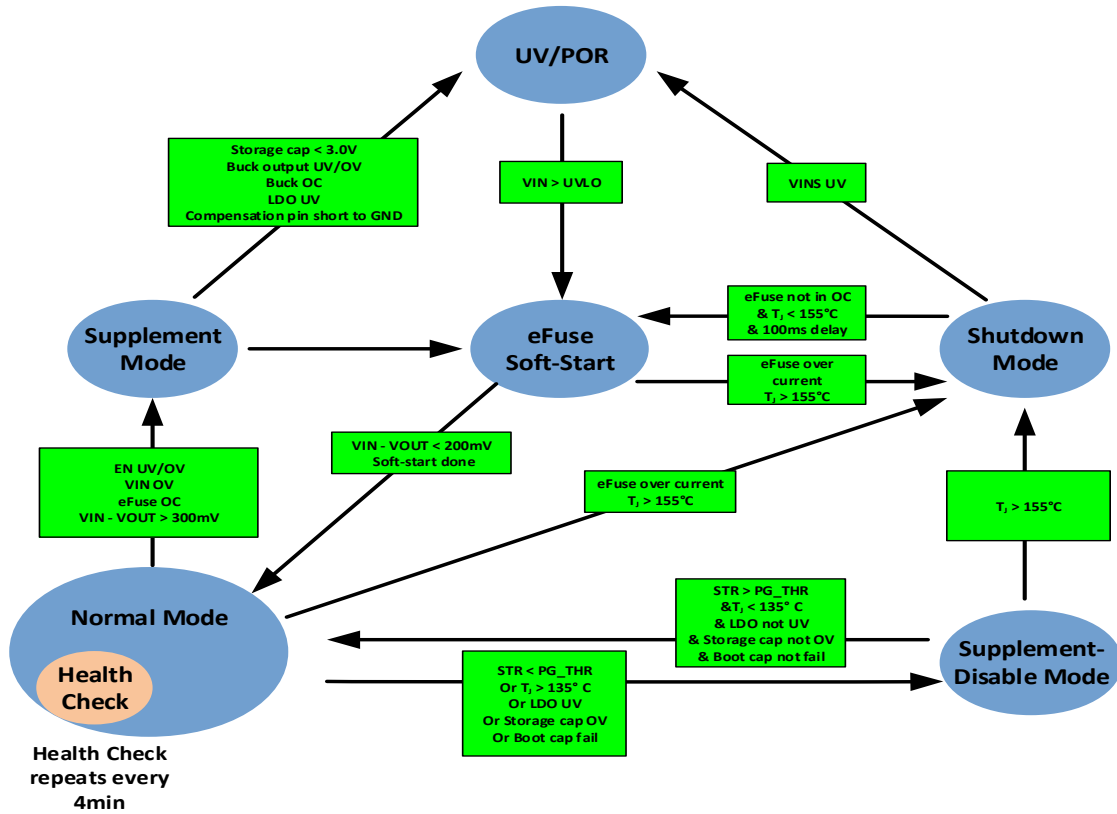 UV/POR
Storage cap < 3.0V
Buck output UV/OV
Buck OC
LDO UV
Compensation pin short to GND
VIN > UVLO
VINS UV
Supplement
Mode
eFuse
Soft-Start
eFuse not in OC
& TJ < 155°C
& 100ms delay
Shutdown
Mode
eFuse over
current
TJ > 155°C
EN UV/OV
VIN OV
eFuse OC
VIN - VOUT > 300mV
VIN - VOUT < 200mV
Soft-start done
eFuse over current
TJ > 155°C
TJ > 155°C
Normal Mode
Health
Check
STR > PG_THR
&TJ < 135° C
& LDO not UV
& Storage cap not OV
& Boot cap not fail
STR < PG_THR
Or TJ > 135° C
Or LDO UV
Or Storage cap OV
Or Boot cap fail
Supplement-
Disable Mode
Health Check
repeats every
4min